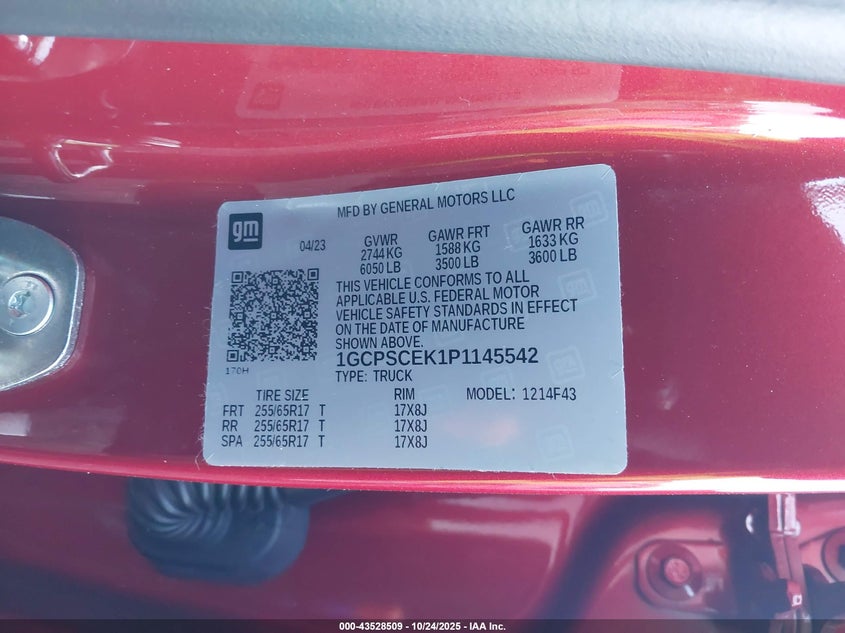 MFD BY GENERAL MOTORS LLC
gm
04/23
GVWR GAWR FRT GAWR RR
2744 KG 1588 KG 1633 KG
6050 LB 3500 LB 3600 LB
THIS VEHICLE CONFORMS TO ALL
APPLICABLE U.S. FEDERAL MOTOR
VEHICLE SAFETY STANDARDS IN EFFECT
ON THE DATE OF MANUFACTURE
SHOWN ABOVE.
1GCPSCEK1P1145542
170H
TYPE: TRUCK
TIRE SIZE RIM MODEL: 1214F43
FRT 255/65R17 T 17X8J
RR 255/65R17 T 17X8J
SPA 255/65R17 T 17X8J
000-43528509 - 10/24/2025 - IAA Inc.